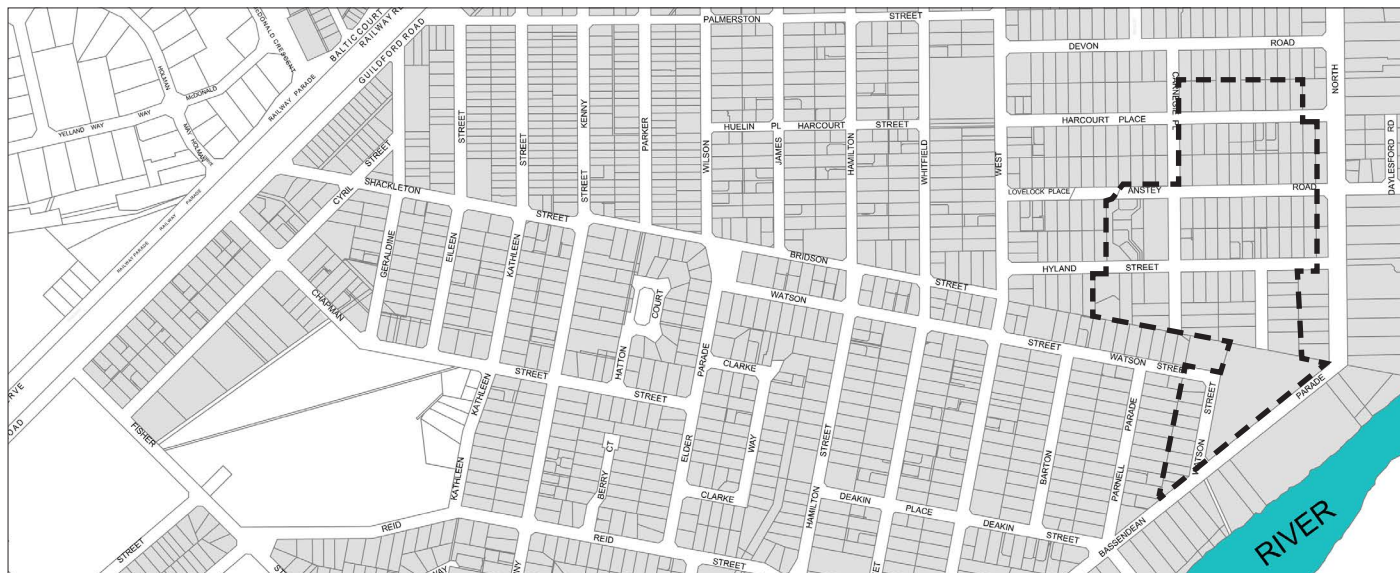 PALMERSTON STREET
DEVON ROAD
McDONALD CRESCENT
BALTIC COURT
GUILFORD ROAD
HOLMAN
McDONALD
RAILWAY PARADE
YELLAND WAY WAY
MAY HOLMAN
NORTH
CARNEGIE PL
HARCOURT PLACE
HUELIN PL HARCOURT STREET
STREET
STREET
KENNY
STREET
PARKER
WILSON
JAMES
HAMILTON
WHITFIELD
WEST
DAYLESFORD RD
STREET
CYRIL
SHACKLETON
STREET
LOVELOCK PLACE ANSTEY ROAD
RAILWAY PARADE RAILWAY PARADE
GERALDINE
EILEEN
KATHLEEN
BRIDSON
STREET
HYLAND STREET
CHAPMAN
STREET
HATTON
COURT
WATSON
STREET
WATSON STREET
PARADE
CLARKE
STREET
ELDER
WAY
KATHLEEN
KATHLEEN
BERRY CT
STREET
HAMILTON
BARTON
PARADE
PARNELL
STREET
WATSON
PARADE
FISHER
CLARKE
DEAKIN
PLACE
DEAKIN
STREET
BASSENDEAN
REID
REID
STREET
STREET
RIVER